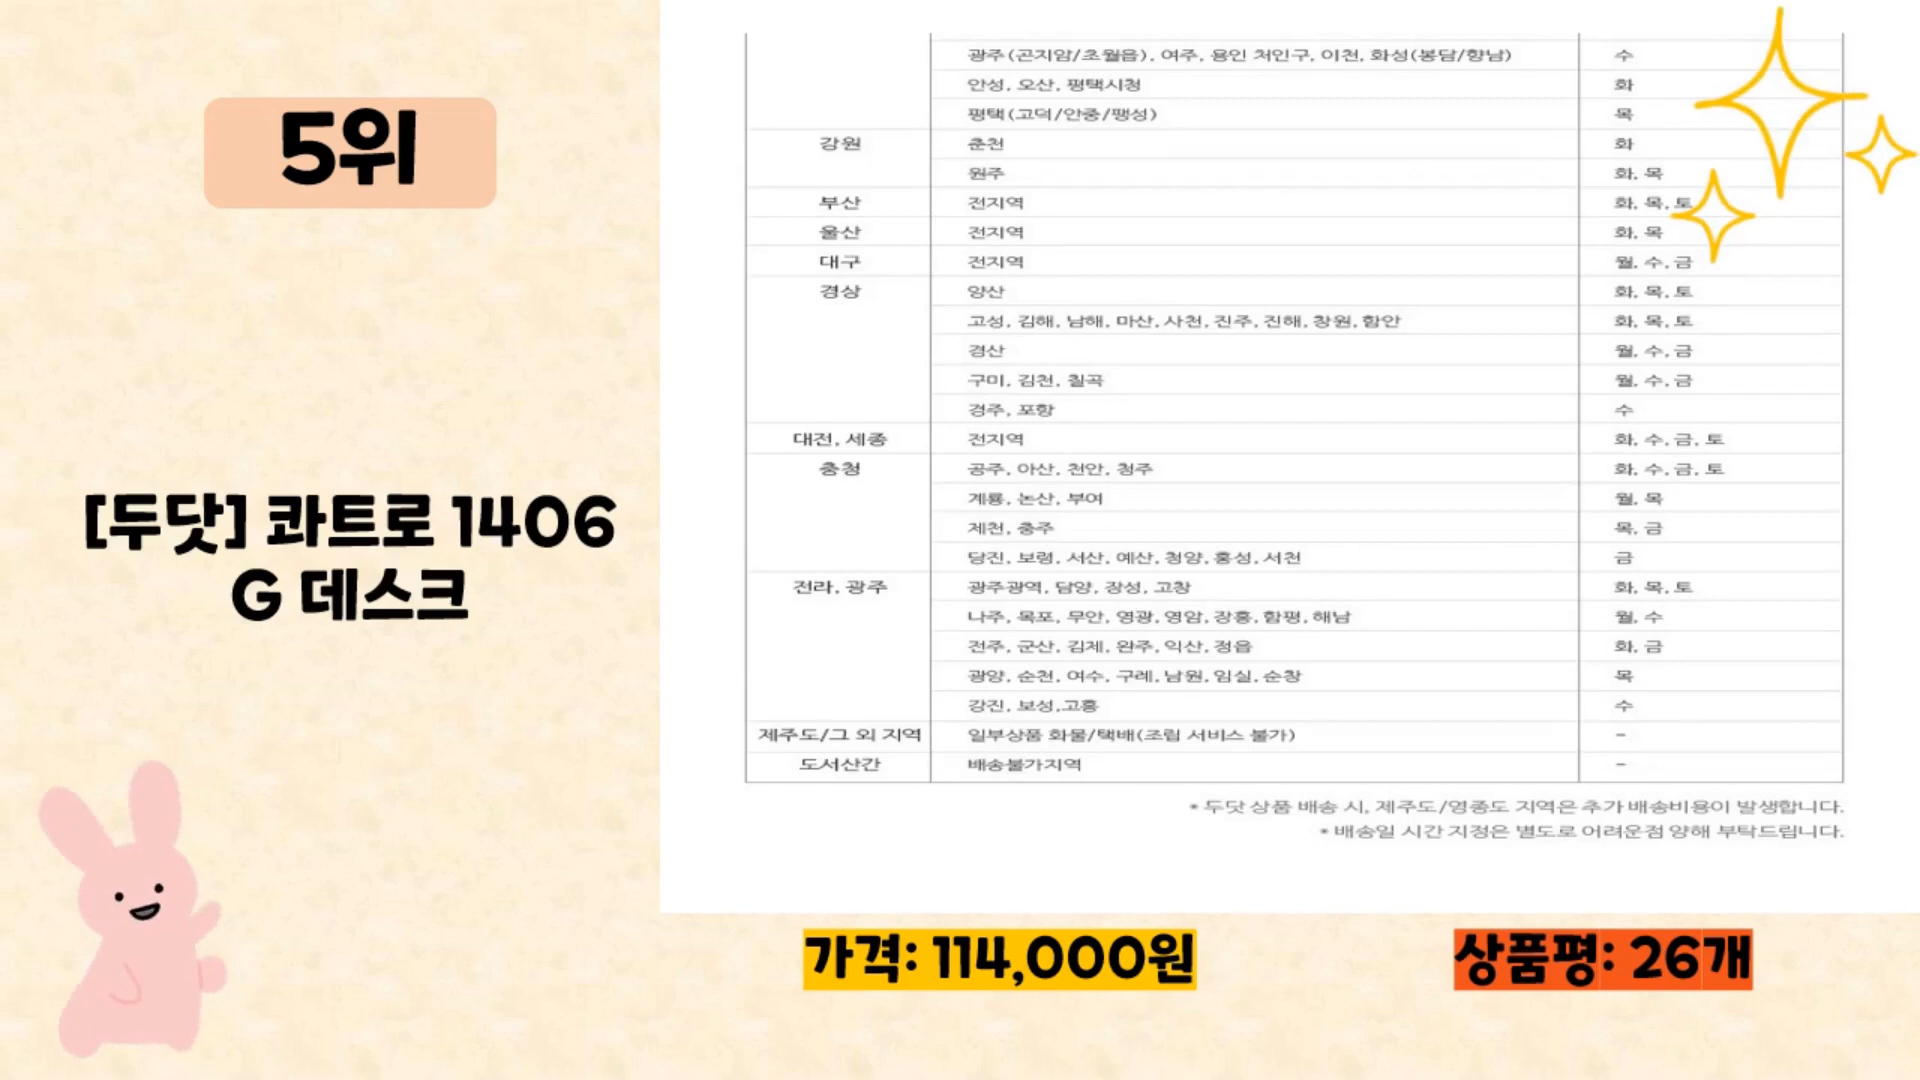 5위
[두닷] 콰트로 1406
G 데스크
광주(곤지암/초월읍), 여주, 용인 처인구, 이천, 화성(봉담/향남) 수
안성, 오산, 평택시청 화
평택(고덕/안중/팽성) 목
강원 춘천 화
원주 화, 목
부산 전지역 화, 목, 토
울산 전지역 화, 목
대구 전지역 월, 수, 금
경상 양산 화, 목, 토
고성, 김해, 남해, 마산, 사천, 진주, 진해, 창원, 함안 화, 목, 토
경산 월, 수, 금
구미, 김천, 칠곡 월, 수, 금
경주, 포항 수
대전, 세종 전지역 화, 수, 금, 토
충청 공주, 아산, 천안, 청주 화, 수, 금, 토
계룡, 논산, 부여 월, 목
제천, 충주 목, 금
당진, 보령, 서산, 예산, 청양, 홍성, 서천 금
전라, 광주 광주광역, 담양, 장성, 고창 화, 목, 토
나주, 목포, 무안, 영광, 영암, 장흥, 함평, 해남 월, 수
전주, 군산, 김제, 완주, 익산, 정읍 화, 금
광양, 순천, 여수, 구례, 남원, 임실, 순창 목
강진, 보성,고흥 수
제주도/그 외 지역 일부상품 화물/택배(조립 서비스 불가) -
도서산간 배송불가지역 -
* 두닷 상품 배송 시, 제주도/영종도 지역은 추가 배송비용이 발생합니다.
* 배송일 시간 지정은 별도로 어려운점 양해 부탁드립니다.
가격: 114,000원
상품평: 26개